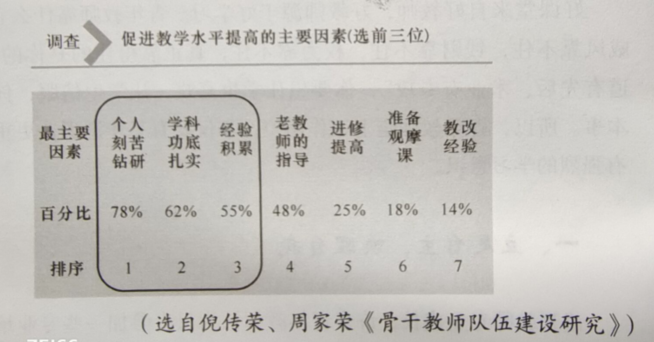 调查 促进教学水平提高的主要因素(选前三位)
最主要因素 个人刻苦钻研 学科功底扎实 经验积累 老教师的指导 进修提高 准备观摩课 教改经验
百分比 78% 62% 55% 48% 25% 18% 14%
排序 1 2 3 4 5 6 7
(选自倪传荣、周家荣《骨干教师队伍建设研究》)
ZEISS